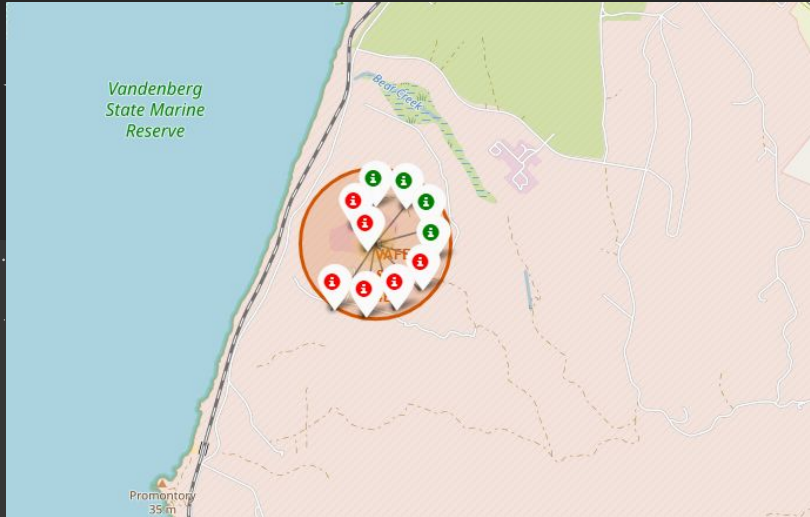 Vandenberg
State Marine
Reserve
Bear Creek
Promontory
35 m